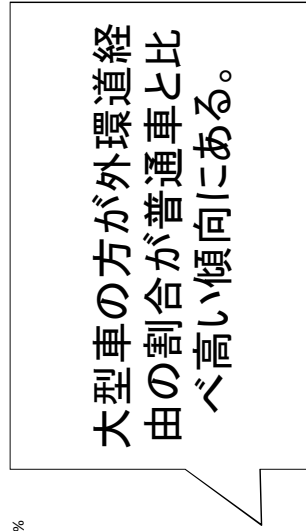 大型車の方が外環道経
由の割合が普通車と比
べ高い傾向にある。
%